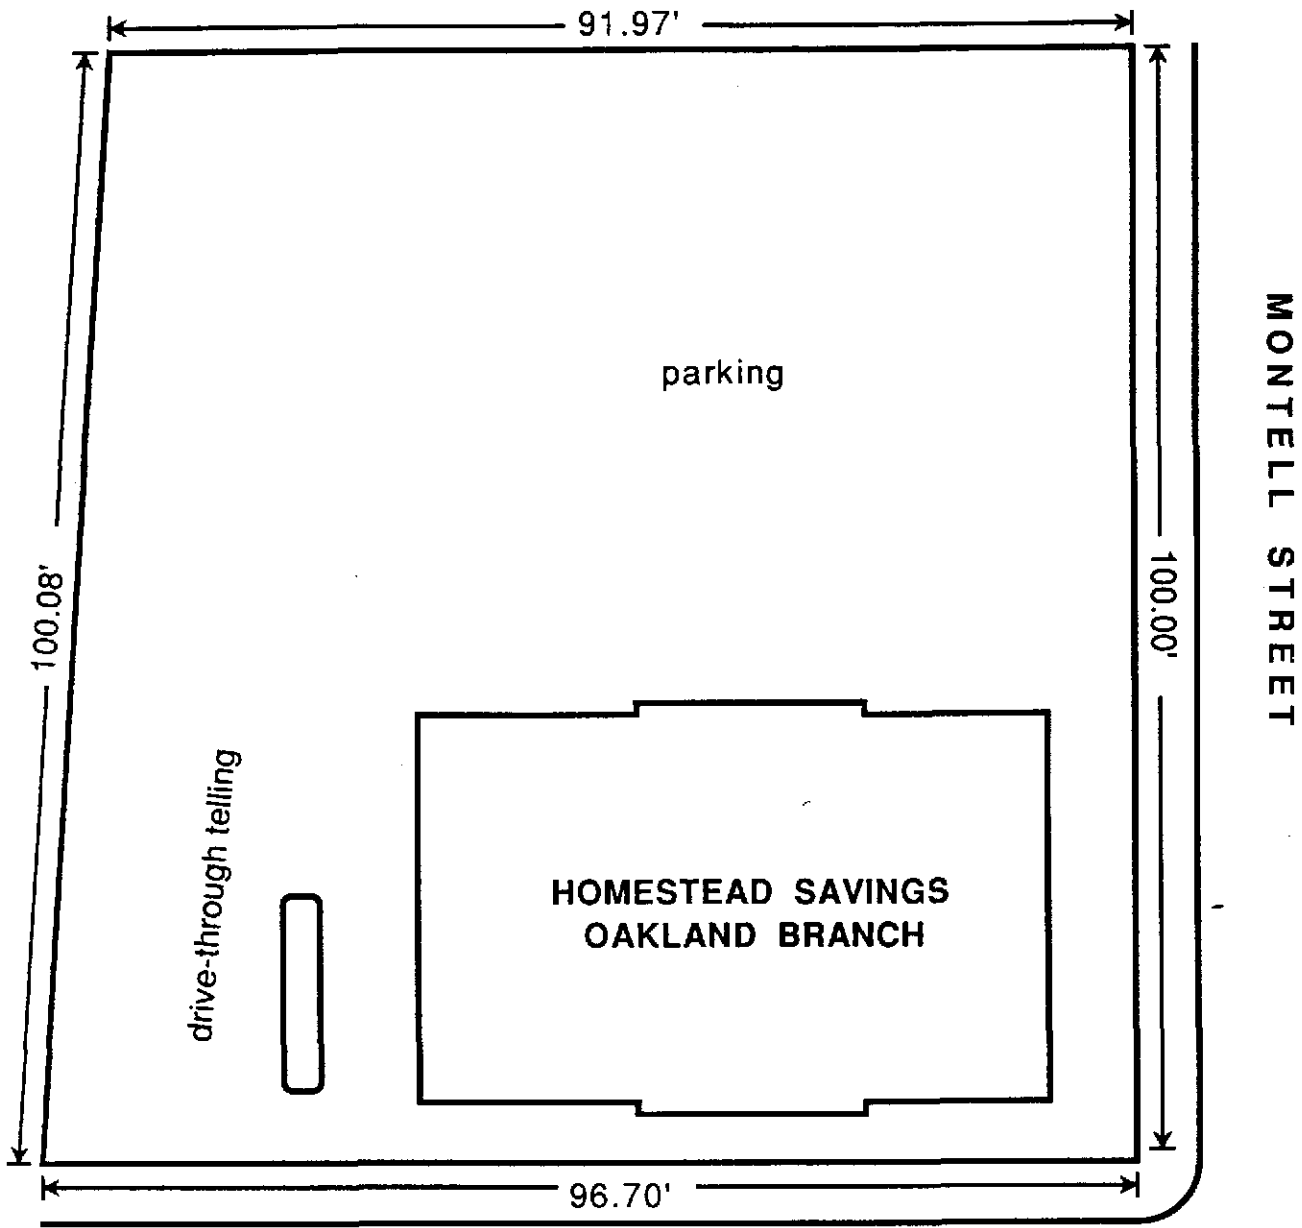 91.97'
parking
100.08'
100.00'
MONTELL STREET
drive-through telling
HOMESTEAD SAVINGS
OAKLAND BRANCH
96.70'